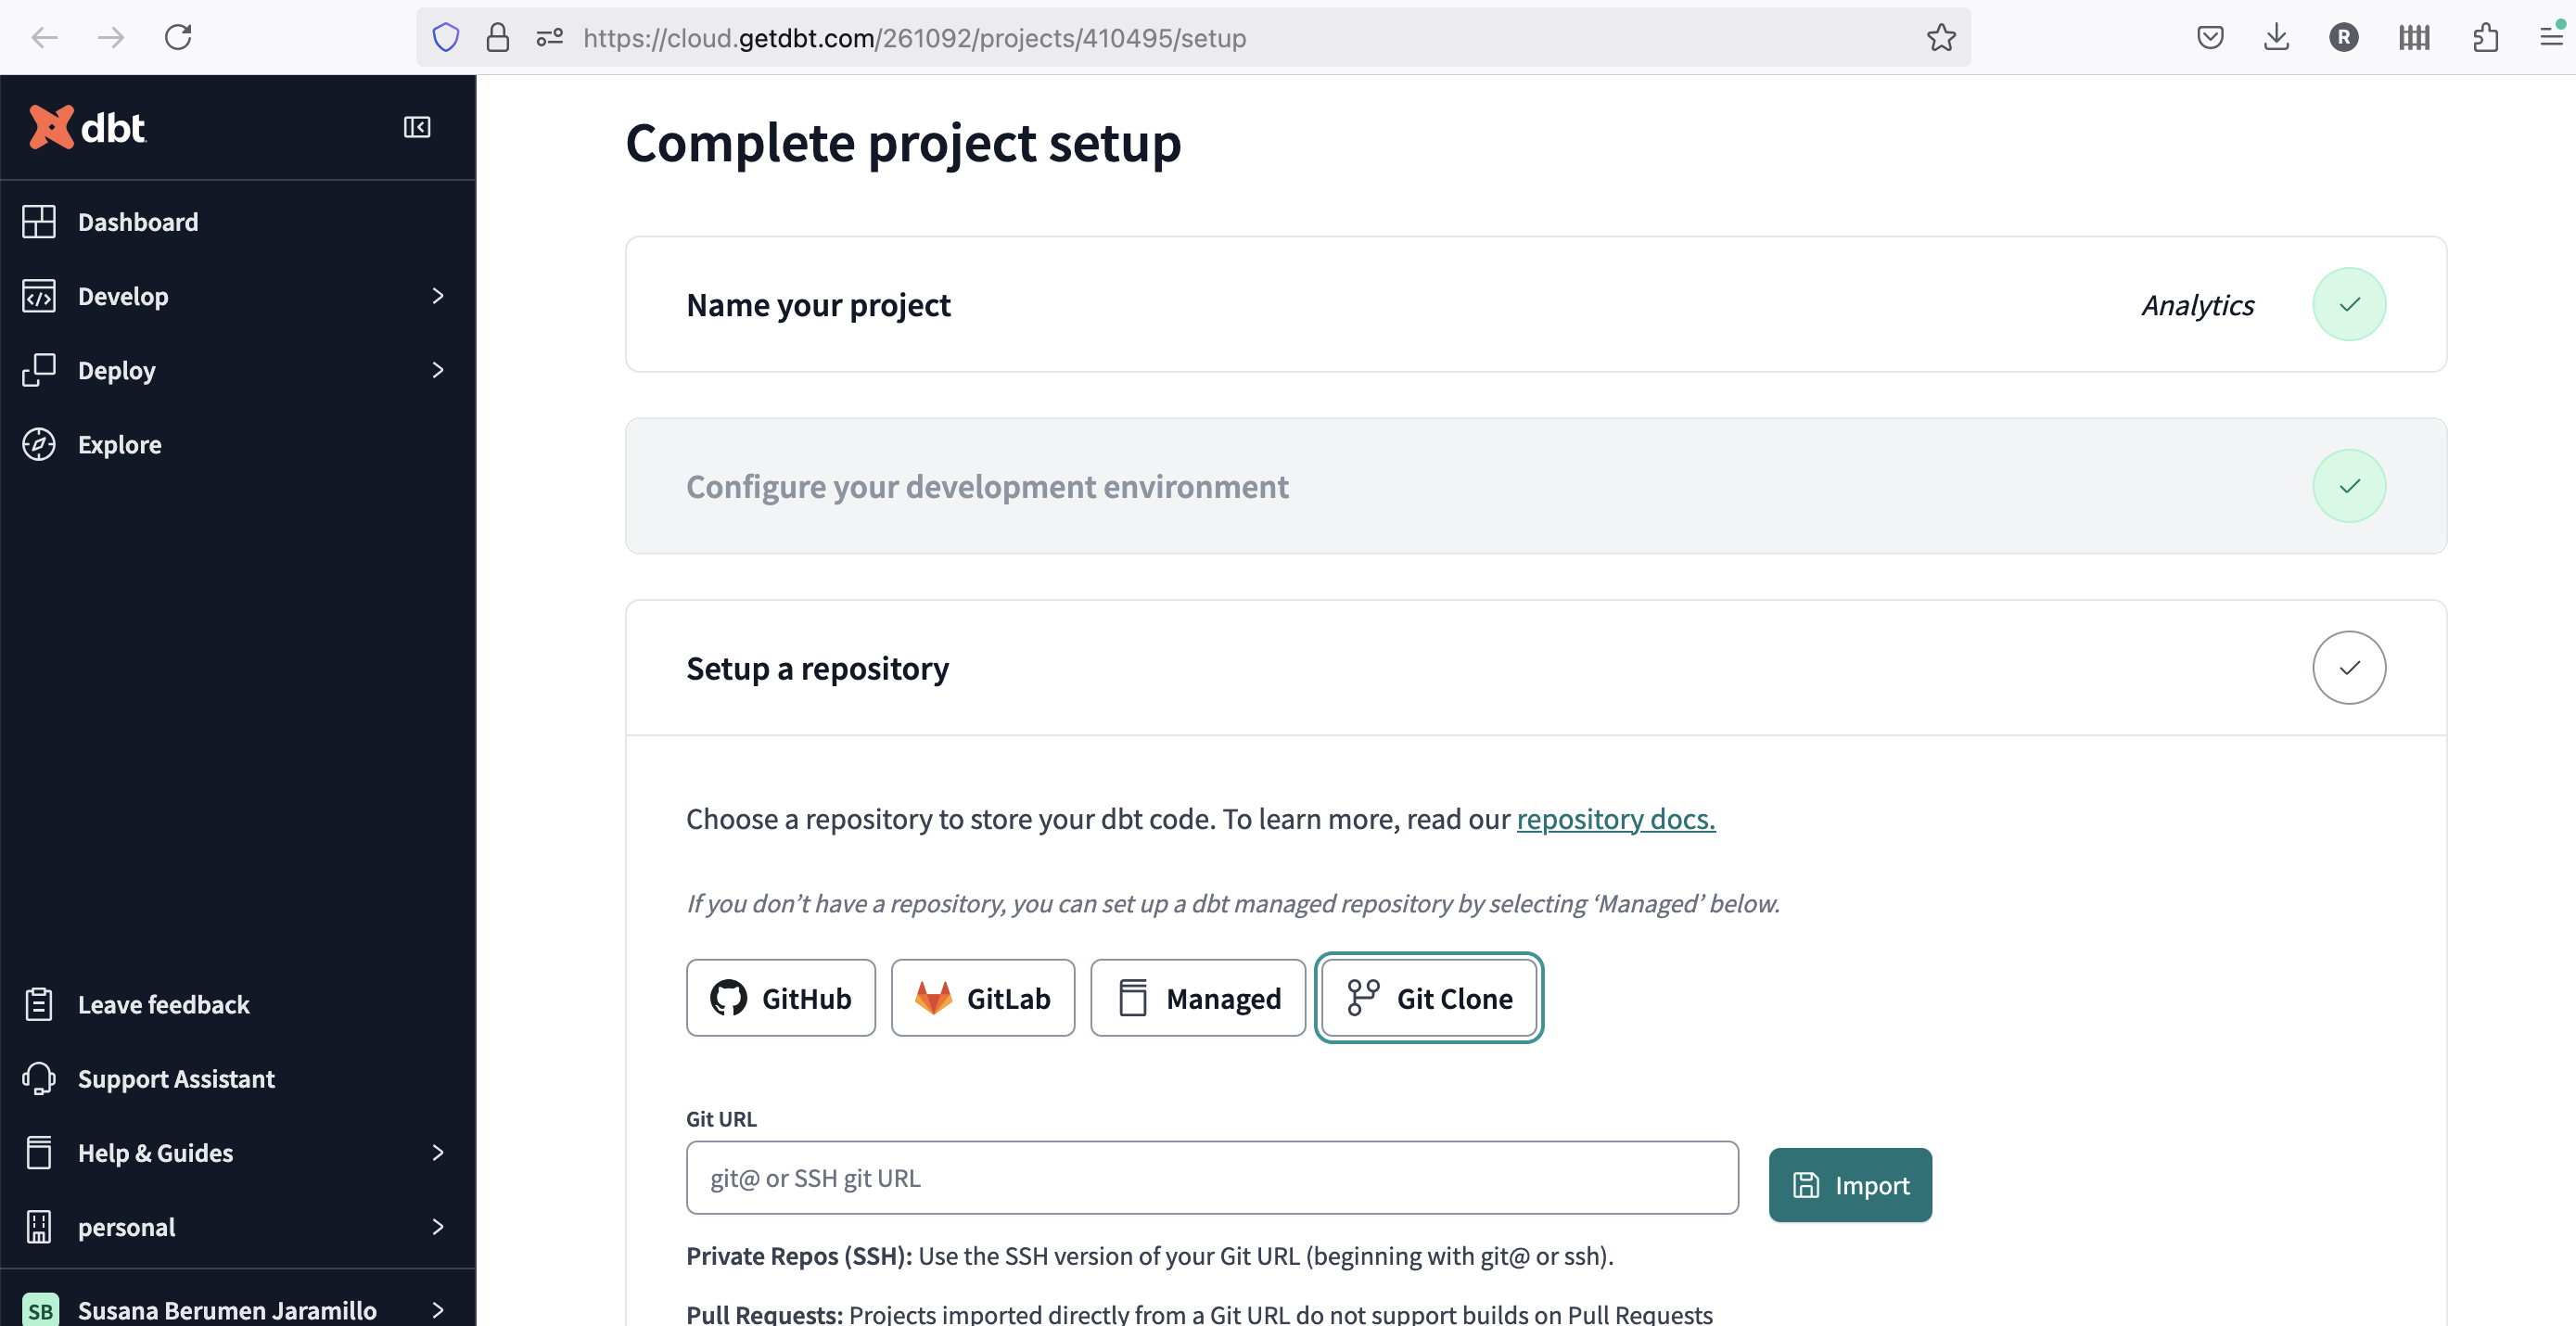 https://cloud.getdbt.com/261092/projects/410495/setup
R
dbt
Dashboard
Develop
Deploy
Explore
Leave feedback
Support Assistant
Help & Guides
personal
SB Susana Berumen Jaramillo
Complete project setup
Name your project
Analytics
Configure your development environment
Setup a repository
Choose a repository to store your dbt code. To learn more, read our repository docs.
If you don’t have a repository, you can set up a dbt managed repository by selecting ‘Managed’ below.
GitHub
GitLab
Managed
Git Clone
Git URL
git@ or SSH git URL
Import
Private Repos (SSH): Use the SSH version of your Git URL (beginning with git@ or ssh).
Pull Requests: Projects imported directly from a Git URL do not support builds on Pull Requests